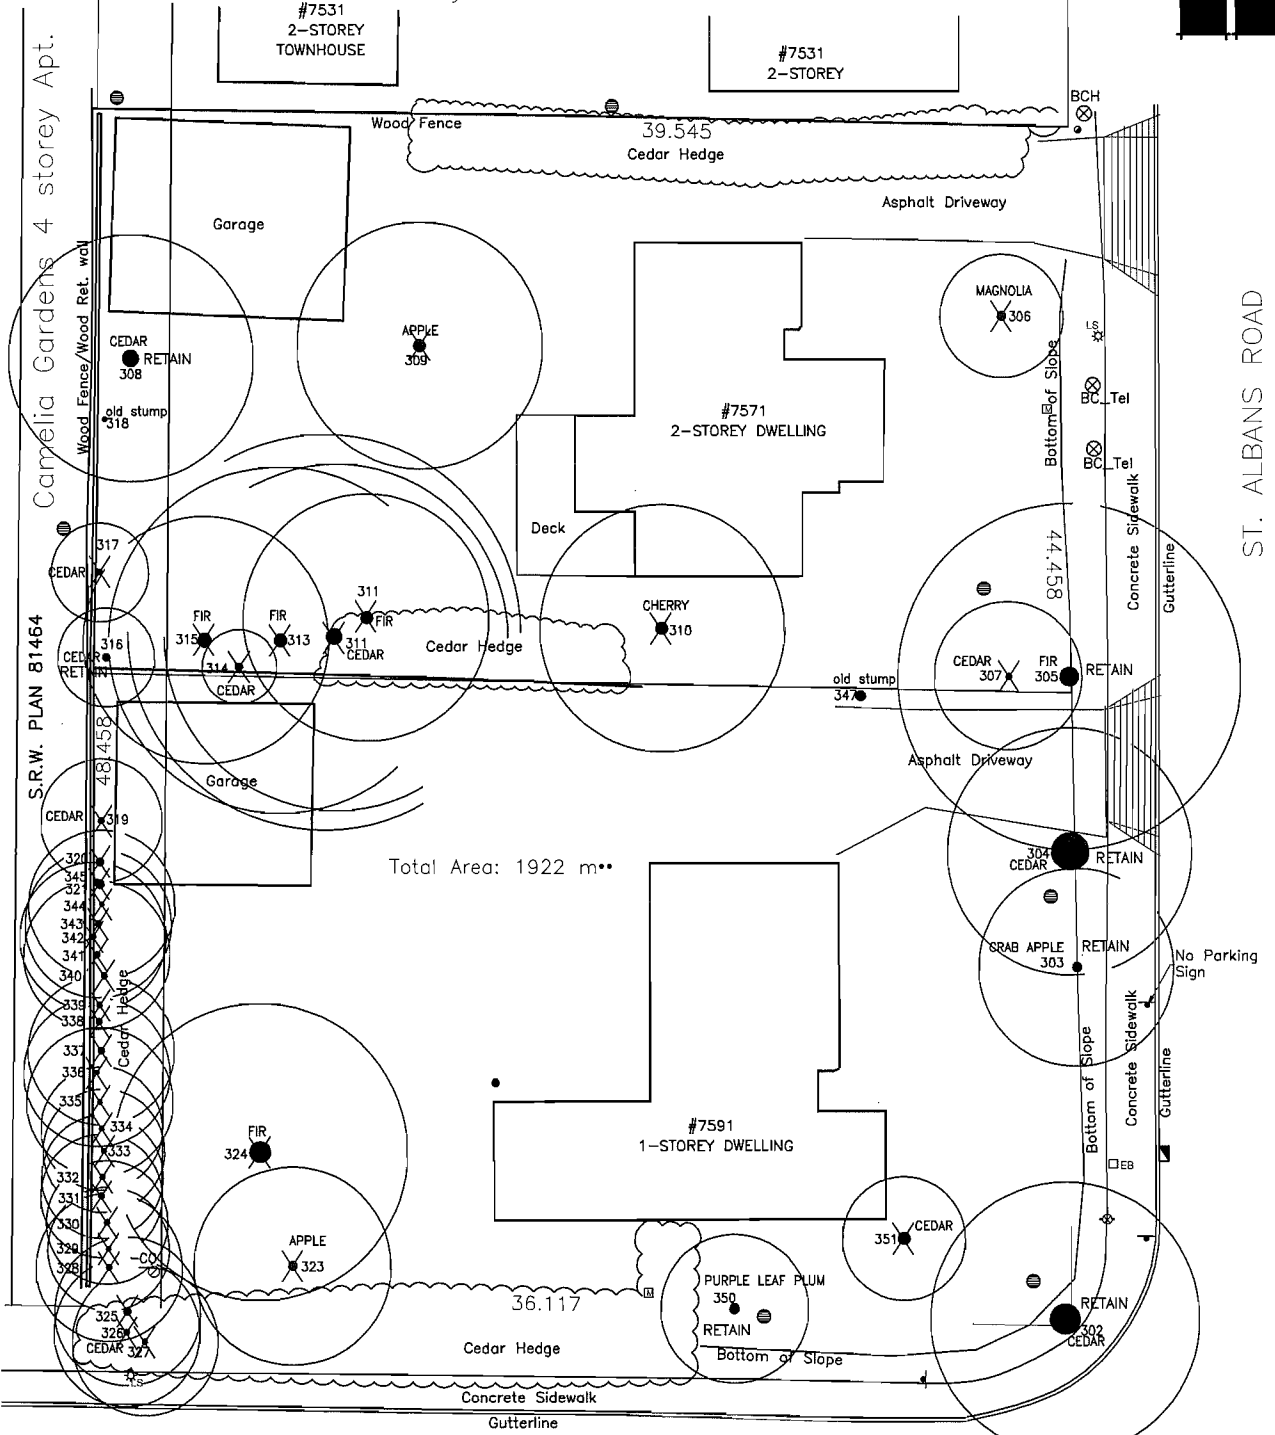 #7531
2-STOREY
TOWNHOUSE
#7531
2-STOREY
BCH
Wood Fence
39.545
Cedar Hedge
Asphalt Driveway
Camelia Gardens 4 storey Apt.
Garage
Wood Fence/Wood Ret. wall
MAGNOLIA
306
LS
ST. ALBANS ROAD
CEDAR
RETAIN
308
APPLE
309
Bottom of Slope
BC_Tel
old stump
318
#7571
2-STOREY DWELLING
BC_Tel
Concrete Sidewalk
Gutterline
Deck
44.458
317
CEDAR
311
FIR
CHERRY
310
FIR
315
FIR
313
311
CEDAR
Cedar Hedge
316
CEDAR
RETAIN
314
CEDAR
CEDAR
307
FIR
305
RETAIN
old stump
347
S.R.W. PLAN 81464
48.458
Garage
Asphalt Driveway
CEDAR
319
Total Area: 1922 m••
304
CEDAR
RETAIN
320
345
321
344
343
342
341
340
339
338
337
336
335
334
333
332
331
330
329
328
Cedar Hedge
CRAB APPLE
303
RETAIN
No Parking
Sign
Bottom of Slope
Concrete Sidewalk
Gutterline
FIR
324
#7591
1-STOREY DWELLING
EB
APPLE
323
CEDAR
351
CO
PURPLE LEAF PLUM
350
RETAIN
M
36.117
RETAIN
302
CEDAR
325
326
CEDAR
327
Cedar Hedge
Bottom of Slope
LS
Concrete Sidewalk
Gutterline